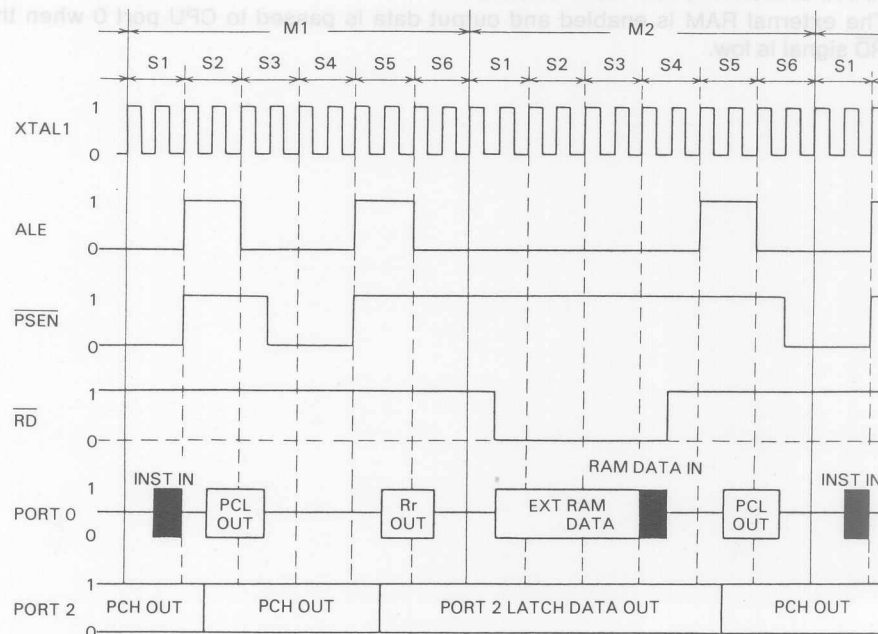 The external RAM is enabled and output data is passed to CPU port 0 when th
RD signal is low.
M1 M2
S1 S2 S3 S4 S5 S6 S1 S2 S3 S4 S5 S6 S1
1
XTAL1
0
1
ALE
0
1
PSEN
0
1
RD
0
INST IN RAM DATA IN INST IN
1
PORT 0 PCL OUT Rr OUT EXT RAM DATA PCL OUT
0
1
PORT 2 PCH OUT PCH OUT PORT 2 LATCH DATA OUT PCH OUT
0